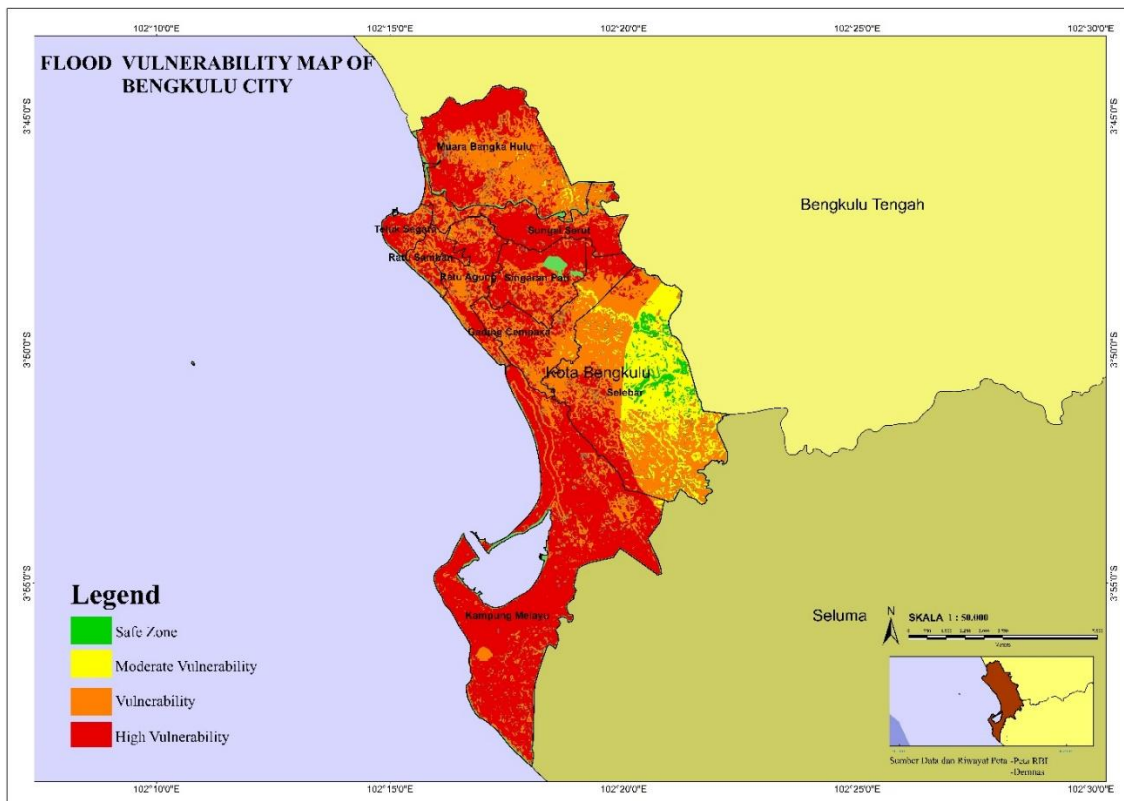 102°10'0"E 102°15'0"E 102°20'0"E 102°25'0"E 102°30'0"E
FLOOD VULNERABILITY MAP OF
BENGKULU CITY
3°45'0"S 3°45'0"S
Muara Bangka Hulu
Bengkulu Tengah
Teluk Segara
Sungai Serut
Ratu Samban
Ratu Agung
Singaran Pati
Gading Cempaka
3°50'0"S 3°50'0"S
Kota Bengkulu
Selebar
3°55'0"S 3°55'0"S
Legend
Safe Zone
Moderate Vulnerability
Vulnerability
High Vulnerability
Kampung Melayu
Seluma
N
SKALA 1 : 50.000
Meters
Sumber Data dan Riwayat Peta -Peta RBI
-Demnas
102°10'0"E 102°15'0"E 102°20'0"E 102°25'0"E 102°30'0"E